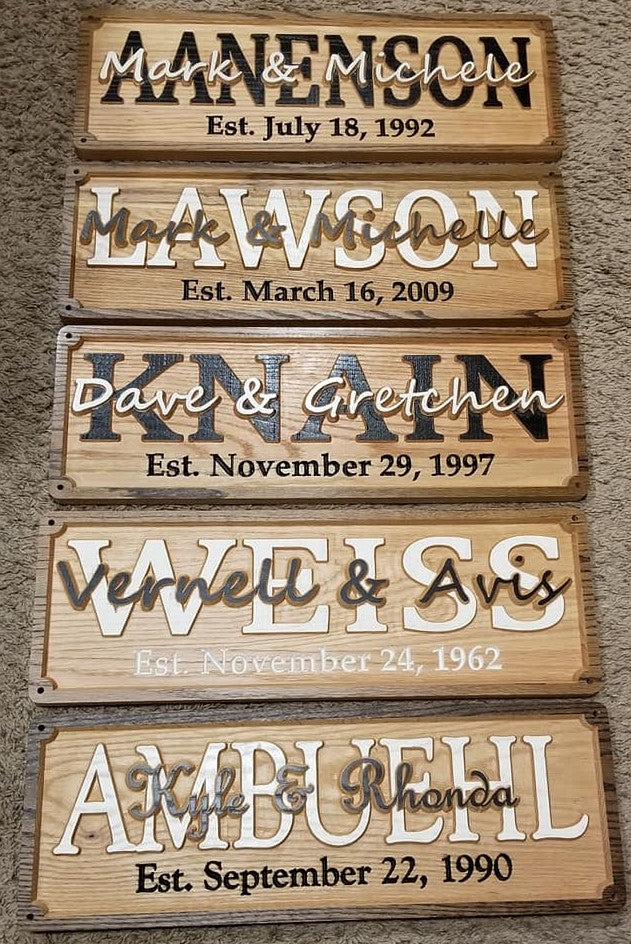 AANENSON
Mark & Michele
Est. July 18, 1992
LAWSON
Mark & Michelle
Est. March 16, 2009
KNAIN
Dave & Gretchen
Est. November 29, 1997
WEISS
Vernell & Avis
Est. November 24, 1962
AMBUEHL
Kyle & Rhonda
Est. September 22, 1990